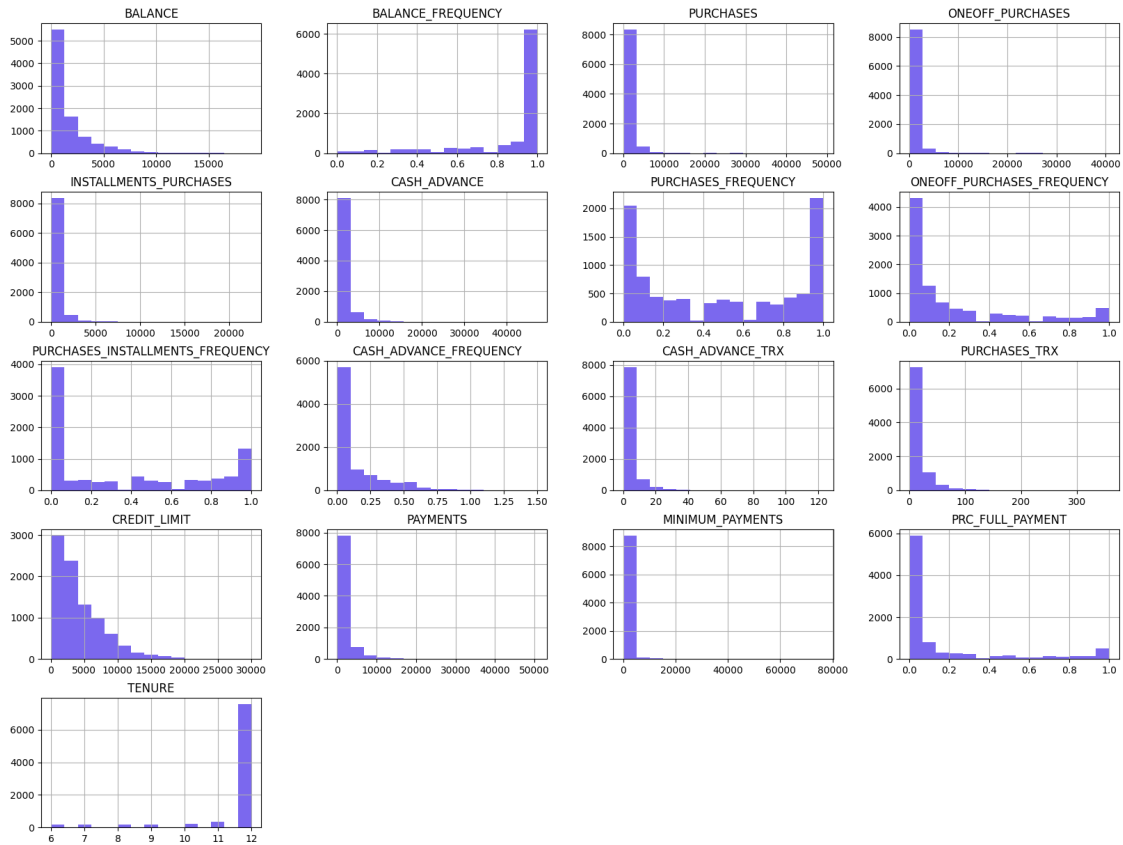 BALANCE BALANCE_FREQUENCY PURCHASES ONEOFF_PURCHASES
5000 4000 3000 2000 1000 0
0 5000 10000 15000
6000 4000 2000 0
0.0 0.2 0.4 0.6 0.8 1.0
8000 6000 4000 2000 0
0 10000 20000 30000 40000 50000
8000 6000 4000 2000 0
0 10000 20000 30000 40000
INSTALLMENTS_PURCHASES CASH_ADVANCE PURCHASES_FREQUENCY ONEOFF_PURCHASES_FREQUENCY
8000 6000 4000 2000 0
0 5000 10000 15000 20000
8000 6000 4000 2000 0
0 10000 20000 30000 40000
2000 1500 1000 500 0
0.0 0.2 0.4 0.6 0.8 1.0
4000 3000 2000 1000 0
0.0 0.2 0.4 0.6 0.8 1.0
PURCHASES_INSTALLMENTS_FREQUENCY CASH_ADVANCE_FREQUENCY CASH_ADVANCE_TRX PURCHASES_TRX
4000 3000 2000 1000 0
0.0 0.2 0.4 0.6 0.8 1.0
6000 4000 2000 0
0.00 0.25 0.50 0.75 1.00 1.25 1.50
8000 6000 4000 2000 0
0 20 40 60 80 100 120
6000 4000 2000 0
0 100 200 300
CREDIT_LIMIT PAYMENTS MINIMUM_PAYMENTS PRC_FULL_PAYMENT
3000 2000 1000 0
0 5000 10000 15000 20000 25000 30000
8000 6000 4000 2000 0
0 10000 20000 30000 40000 50000
8000 6000 4000 2000 0
0 20000 40000 60000 80000
6000 4000 2000 0
0.0 0.2 0.4 0.6 0.8 1.0
TENURE
6000 4000 2000 0
6 7 8 9 10 11 12